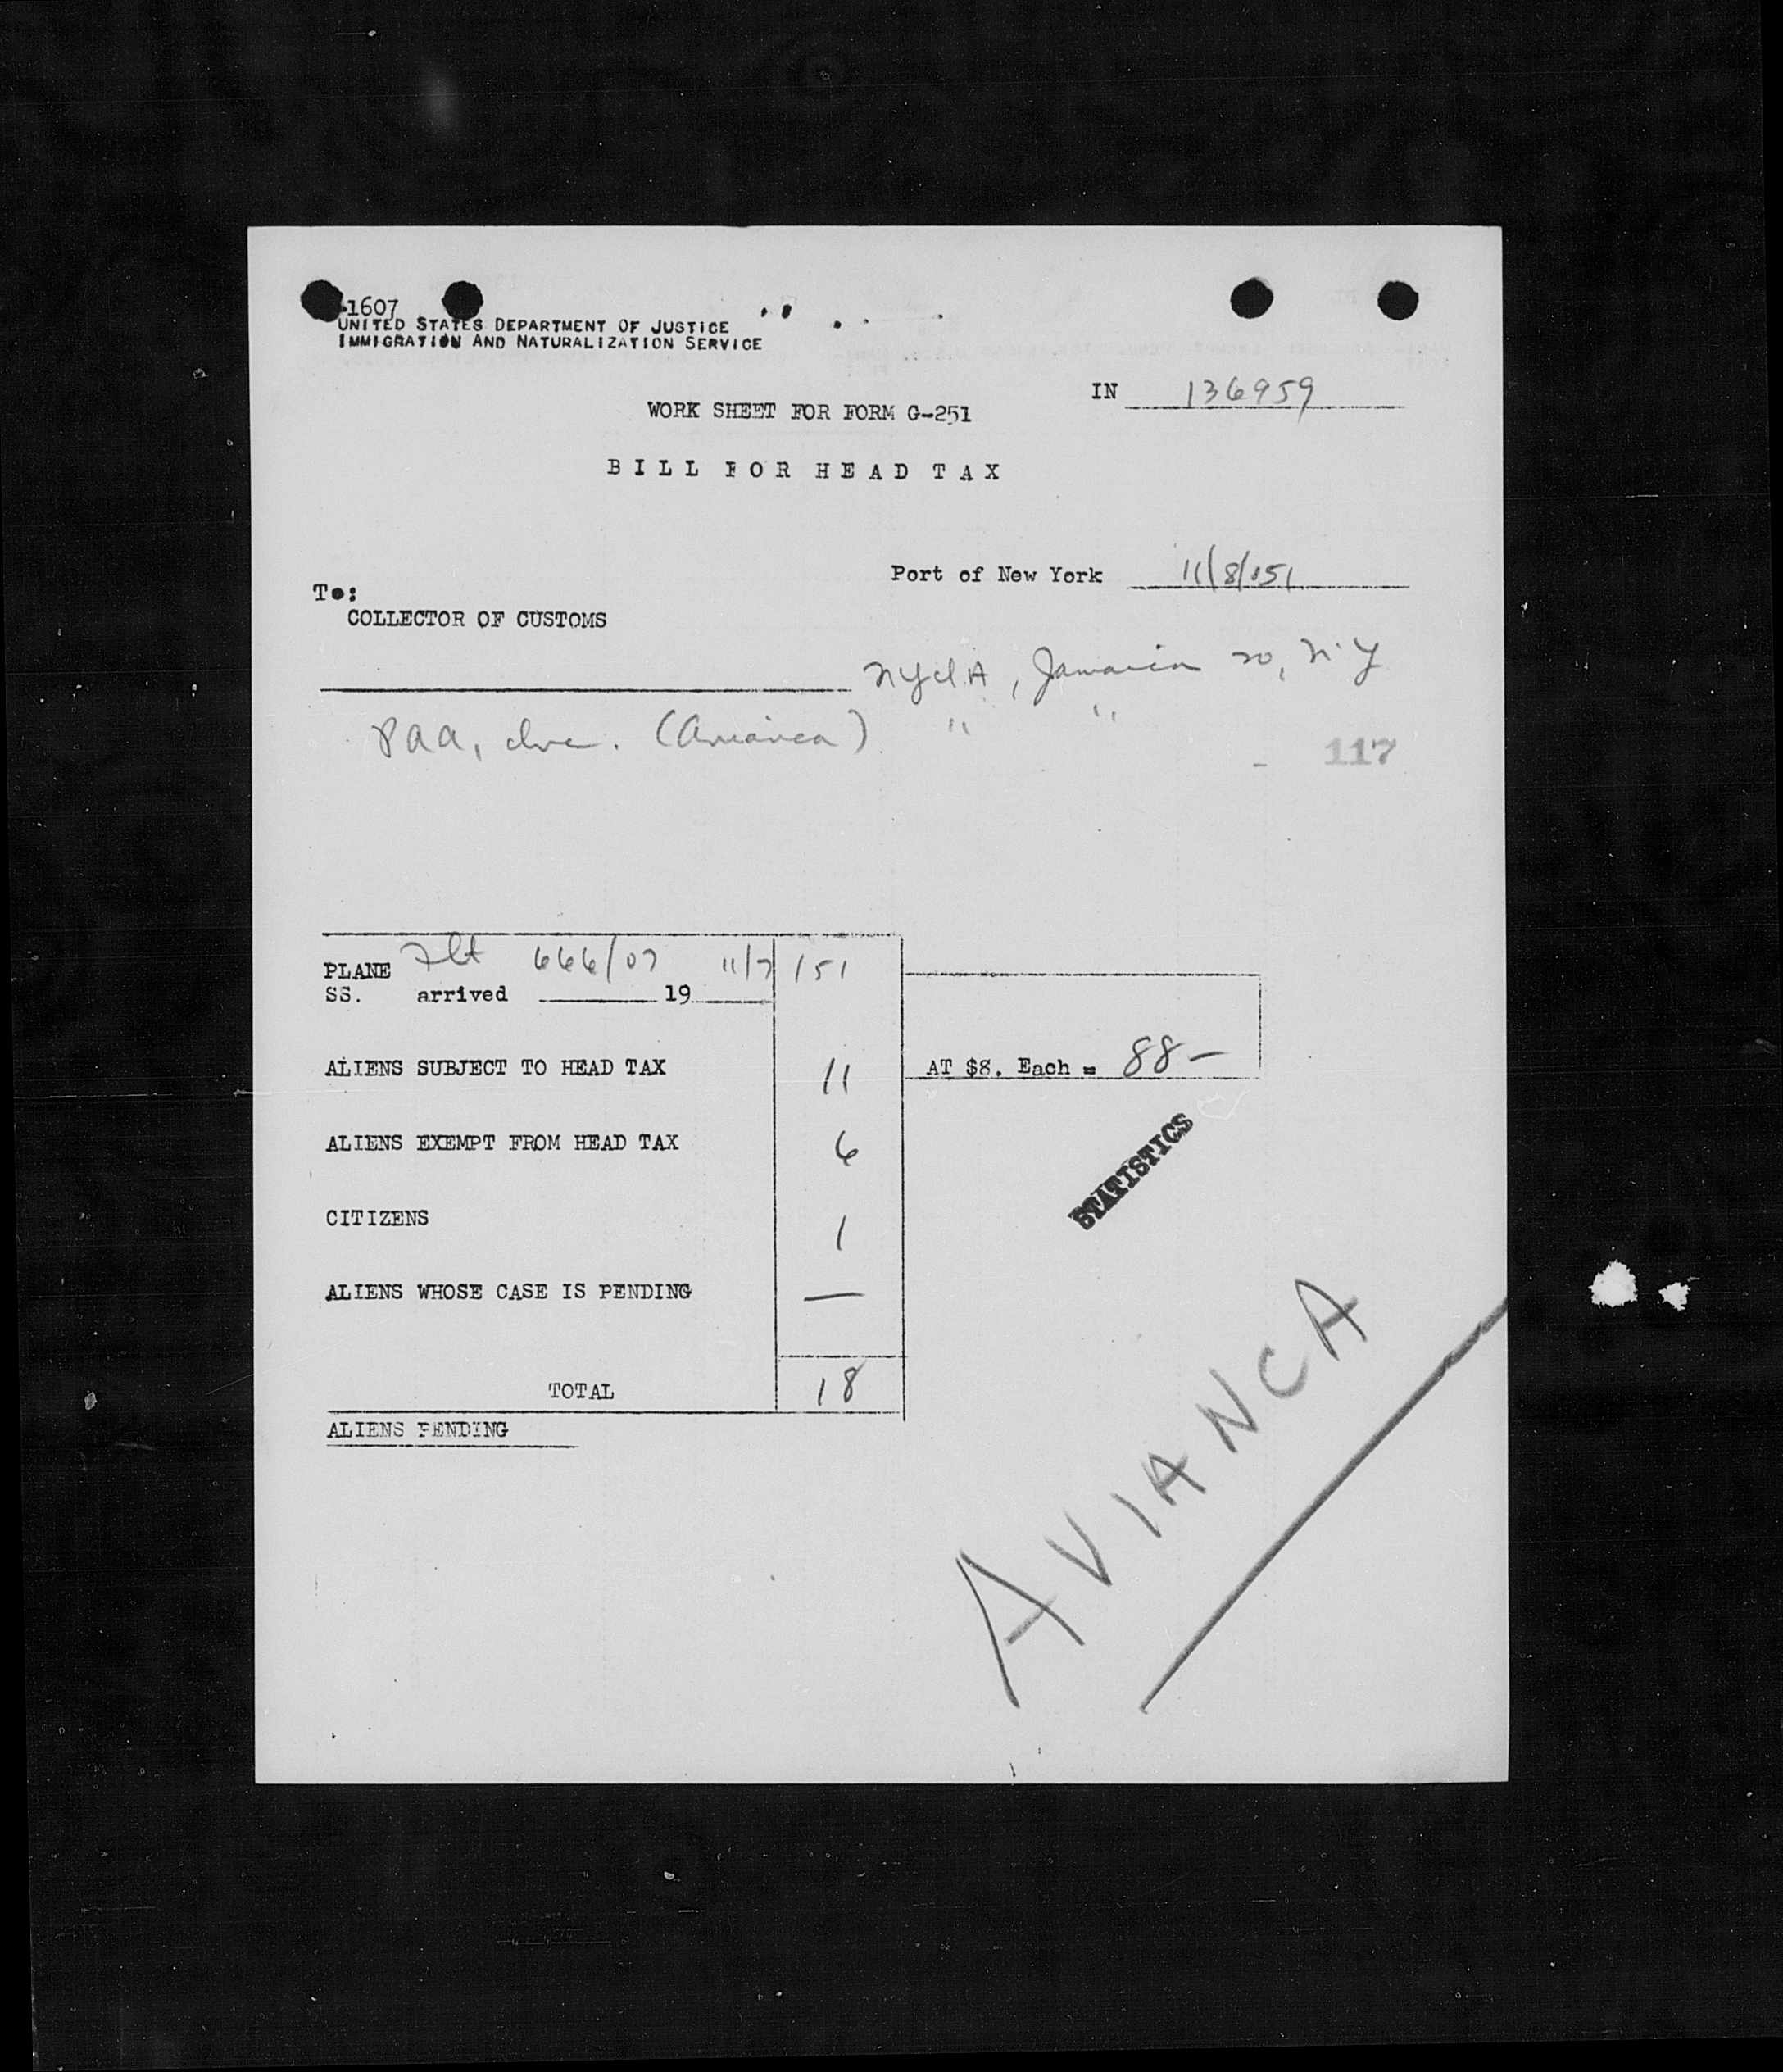 1607
UNITED STATES DEPARTMENT OF JUSTICE
IMMIGRATION AND NATURALIZATION SERVICE
IN 136959
WORK SHEET FOR FORM G-251
BILL FOR HEAD TAX
Port of New York 11/8/51
To:
COLLECTOR OF CUSTOMS
, Jamaica 20, N.Y
PAA, Inc. (Avianca) " "
117
PLANE Flt 666/07 11/7/51
SS. arrived 19
ALIENS SUBJECT TO HEAD TAX 11 AT $8. Each = 88-
ALIENS EXEMPT FROM HEAD TAX 6
STATISTICS
CITIZENS 1
ALIENS WHOSE CASE IS PENDING —
TOTAL 18
ALIENS PENDING
AVIANCA